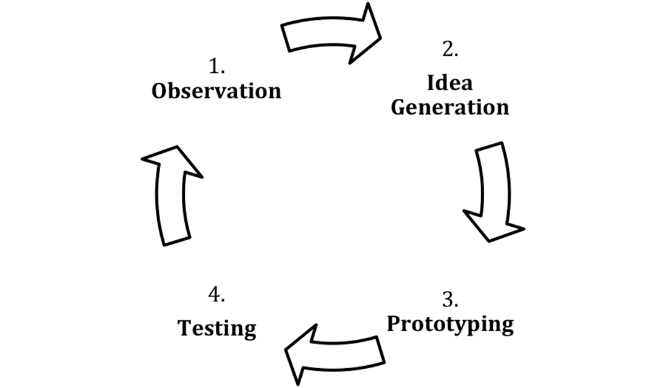 1.
Observation
2.
Idea
Generation
3.
Prototyping
4.
Testing